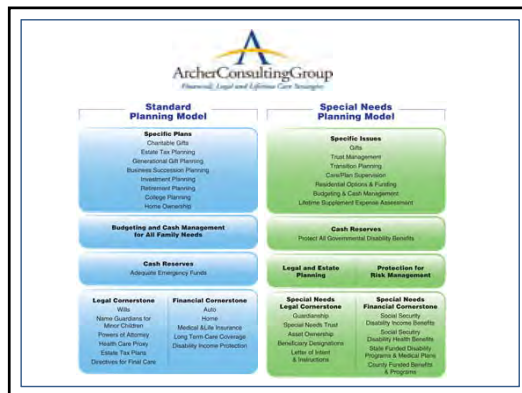 ArcherConsultingGroup
Financial, Legal and Lifetime Care Strategies
Standard
Planning Model
Specific Plans
Charitable Gifts
Estate Tax Planning
Generational Gift Planning
Business Succession Planning
Investment Planning
Retirement Planning
College Planning
Home Ownership
Budgeting and Cash Management
for All Family Needs
Cash Reserves
Adequate Emergency Funds
Legal Cornerstone
Wills
Name Guardians for
Minor Children
Powers of Attorney
Health Care Proxy
Estate Tax Plans
Directives for Final Care
Financial Cornerstone
Auto
Home
Medical &Life Insurance
Long Term Care Coverage
Disability Income Protection
Special Needs
Planning Model
Specific Issues
Gifts
Trust Management
Transition Planning
Care/Plan Supervision
Residential Options & Funding
Budgeting & Cash Management
Lifetime Supplement Expense Assessment
Cash Reserves
Protect All Governmental Disability Benefits
Legal and Estate
Planning
Protection for
Risk Management
Special Needs
Legal Cornerstone
Guardianship
Special Needs Trust
Asset Ownership
Beneficiary Designations
Letter of Intent
& Instructions
Special Needs
Financial Cornerstone
Social Security
Disability Income Benefits
Social Secutirey
Disability Health Benefits
State Funded Disability
Programs & Medical Plans
County Funded Benefits
& Programs